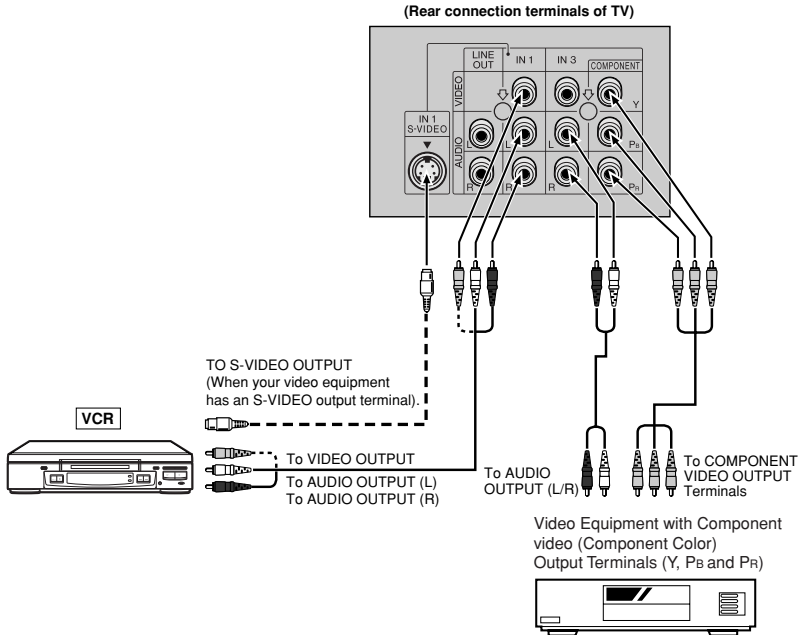 (Rear connection terminals of TV)
LINE OUT
IN 1
IN 3
COMPONENT
VIDEO
Y
IN 1
S-VIDEO
AUDIO
L
L
L
PB
R
R
R
PR
TO S-VIDEO OUTPUT
(When your video equipment
has an S-VIDEO output terminal).
VCR
To VIDEO OUTPUT
To AUDIO OUTPUT (L)
To AUDIO OUTPUT (R)
To AUDIO
OUTPUT (L/R)
To COMPONENT
VIDEO OUTPUT
Terminals
Video Equipment with Component
video (Component Color)
Output Terminals (Y, PB and PR)